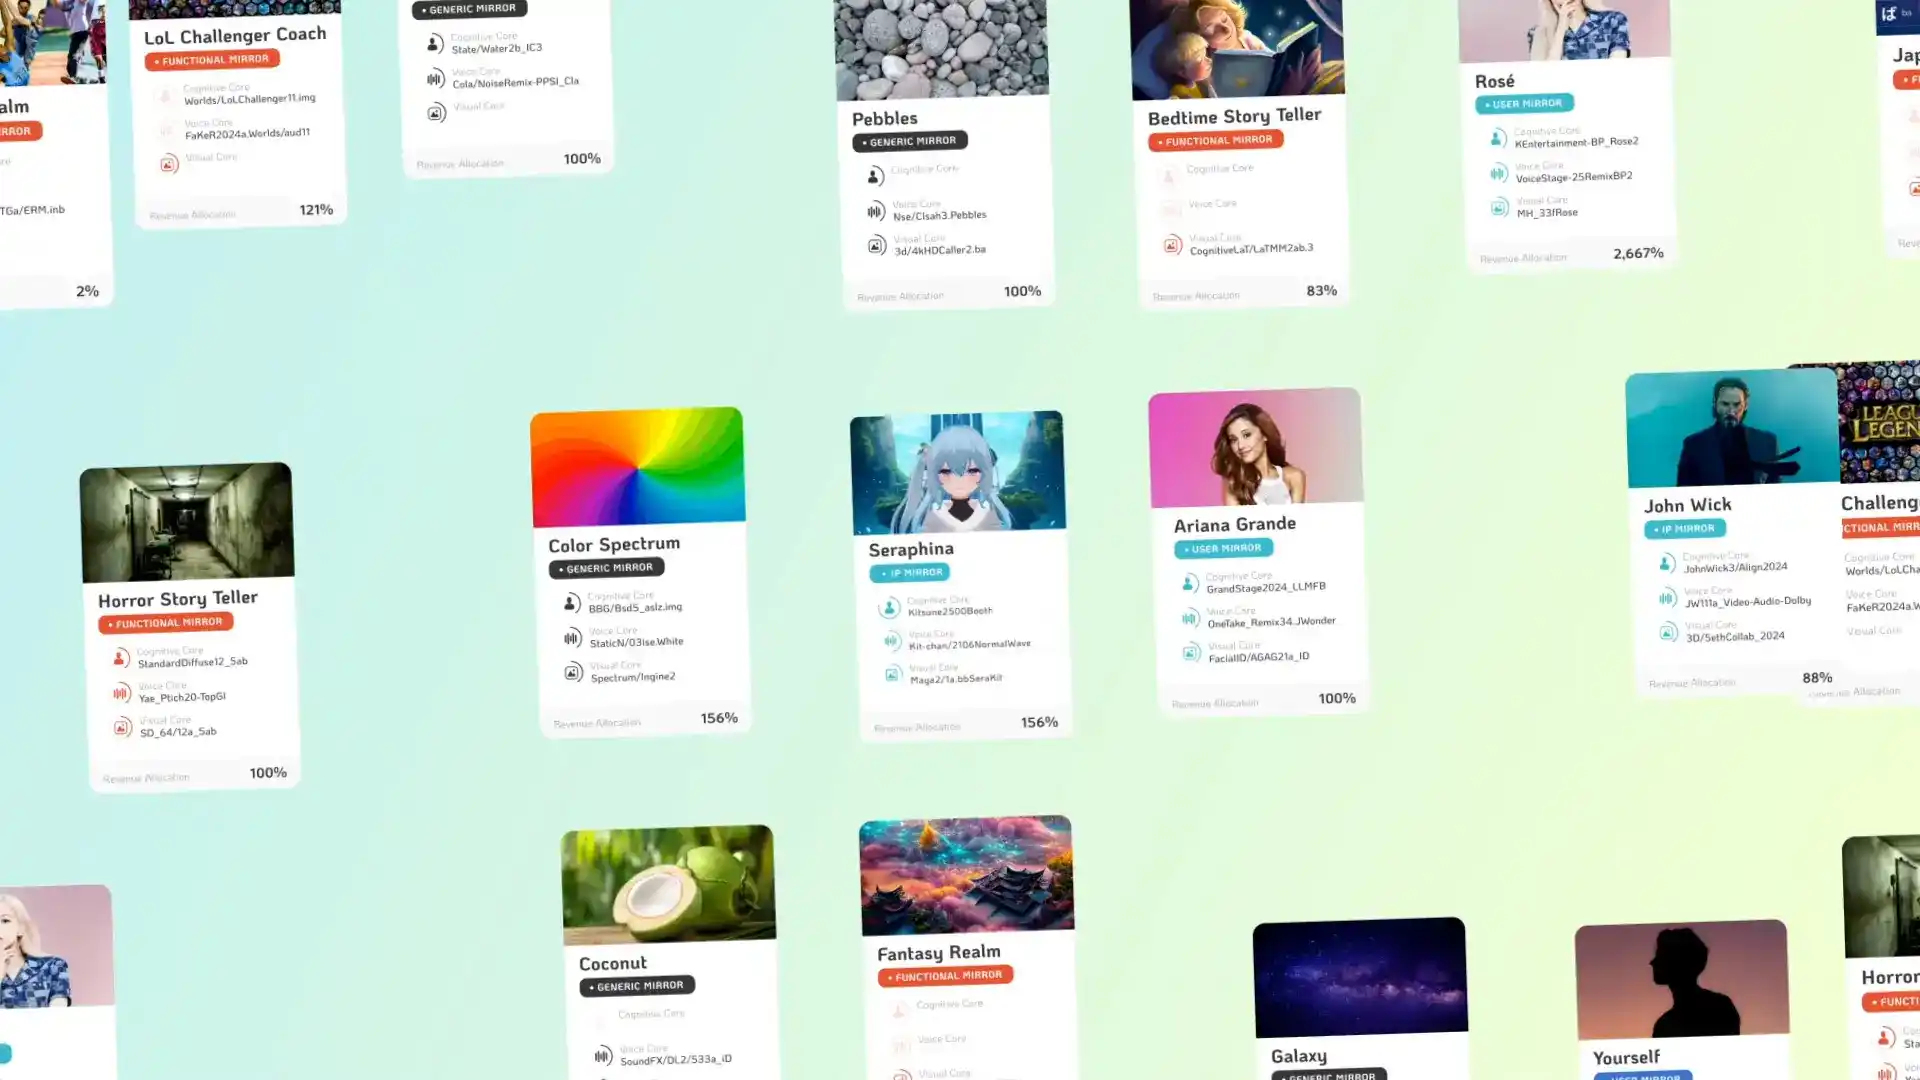 alm
RROR
ore
TGa/ERM.inb
2%
LoL Challenger Coach
• FUNCTIONAL MIRROR
Cognitive Core
Worlds/LoLChallenger11.img
Voice Core
FaKeR2024a.Worlds/aud11
Visual Core
Revenue Allocation 121%
• GENERIC MIRROR
Cognitive Core
State/Water2b_IC3
Voice Core
Cola/NoiseRemix-PPSI_Cla
Visual Core
Revenue Allocation 100%
Pebbles
• GENERIC MIRROR
Cognitive Core
Voice Core
Nse/Clsah3.Pebbles
Visual Core
3d/4kHDCaller2.ba
Revenue Allocation 100%
Bedtime Story Teller
• FUNCTIONAL MIRROR
Cognitive Core
Voice Core
Visual Core
CognitiveLaT/LaTMM2ab.3
Revenue Allocation 83%
Rosé
• USER MIRROR
Cognitive Core
KEntertainment-BP_Rose2
Voice Core
VoiceStage-25RemixBP2
Visual Core
MH_33fRose
Revenue Allocation 2,667%
ば ba
Jap
• F
Reve
Horror Story Teller
• FUNCTIONAL MIRROR
Cognitive Core
StandardDiffuse12_5ab
Voice Core
Yae_Ptich20-TopGI
Visual Core
SD_64/12a_5ab
Revenue Allocation 100%
Color Spectrum
• GENERIC MIRROR
Cognitive Core
BBG/Bsd5_aslz.img
Voice Core
StaticN/03Ise.White
Visual Core
Spectrum/Ingine2
Revenue Allocation 156%
Seraphina
• IP MIRROR
Cognitive Core
Kitsune2500Booth
Voice Core
Kit-chan/2106NormalWave
Visual Core
Maga2/1a.bbSeraKit
Revenue Allocation 156%
Ariana Grande
• USER MIRROR
Cognitive Core
GrandStage2024_LLMFB
Voice Core
OneTake_Remix34.JWonder
Visual Core
FacialID/AGAG21a_ID
Revenue Allocation 100%
John Wick
• IP MIRROR
Cognitive Core
JohnWick3/Align2024
Voice Core
JW111a_Video-Audio-Dolby
Visual Core
3D/5ethCollab_2024
Revenue Allocation 88%
LEAGU
LEGEN
Challeng
CTIONAL MIRR
Cognitive Core
Worlds/LoLCha
Voice Core
FaKeR2024a.W
Visual Core
Allocation
Coconut
• GENERIC MIRROR
Cognitive Core
Voice Core
SoundFX/DL2/533a_iD
Fantasy Realm
• FUNCTIONAL MIRROR
Cognitive Core
Voice Core
Visual Core
Galaxy
• GENERIC MIRROR
Yourself
• USER MIRROR
Horror
• FUNCTI
Cog
Sta
Voi